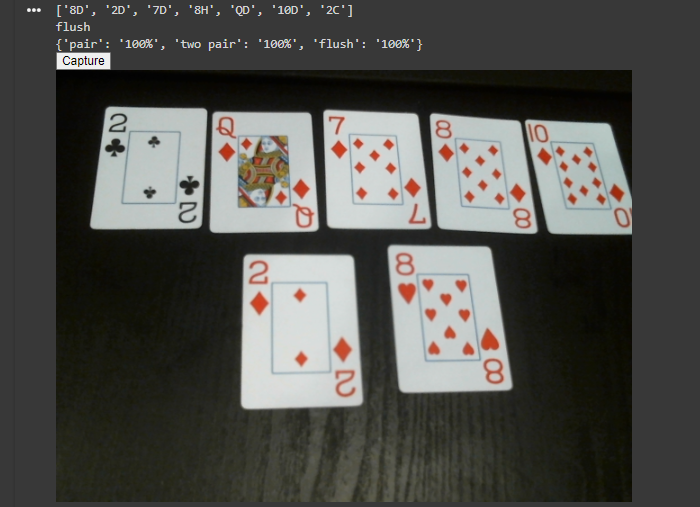 ••• ['8D', '2D', '7D', '8H', 'QD', '10D', '2C']
flush
{'pair': '100%', 'two pair': '100%', 'flush': '100%'}
Capture
2 Q 7 8 10
2 Q 7 8 10
2 8
2 8